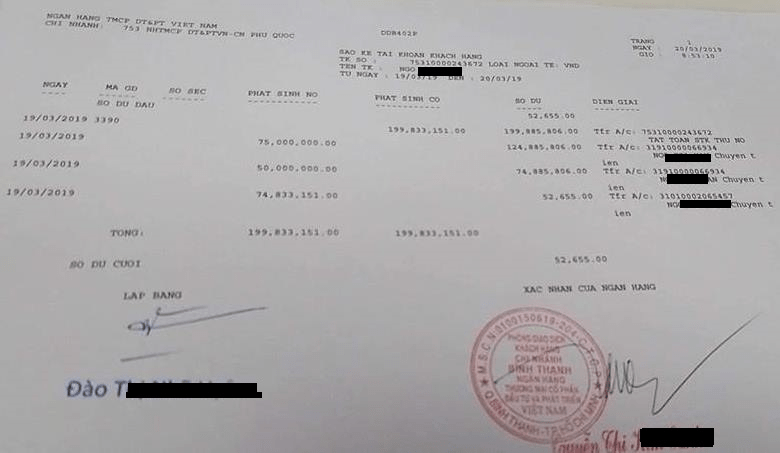 NGAN HANG TMCP DT&PT VIET NAM
CHI NHANH: 753 NHTMCP DT&PTVN-CN PHU QUOC
DDB402P
TRANG 1
NGAY : 20/03/2019
GIO : 8:53:10
SAO KE TAI KHOAN KHACH HANG
TK SO : 75310000243672 LOAI NGOAI TE: VND
TEN TK : NGO
TU NGAY : 19/03/19 DEN : 20/03/19
NGAY MA GD SO SEC PHAT SINH NO PHAT SINH CO SO DU DIEN GIAI
SO DU DAU 52,655.00
19/03/2019 3390 199,833,151.00 199,885,806.00 Tfr A/c: 75310000243672
TAT TOAN STK THU NO
19/03/2019 75,000,000.00 124,885,806.00 Tfr A/c: 31910000066934
Chuyen t
ien
19/03/2019 50,000,000.00 74,885,806.00 Tfr A/c: 31910000066934
Chuyen t
ien
19/03/2019 74,833,151.00 52,655.00 Tfr A/c: 31010002065457
Chuyen t
ien
TONG: 199,833,151.00 199,833,151.00
SO DU CUOI 52,655.00
LAP BANG
XAC NHAN CUA NGAN HANG
M.S.C.N:0100150619-204-C.T.C.P
PHÒNG GIAO DỊCH
KHÁCH HÀNG
CHI NHÁNH
BÌNH THẠNH
NGÂN HÀNG
THƯƠNG MẠI CỔ PHẦN
ĐẦU TƯ VÀ PHÁT TRIỂN
VIỆT NAM
Q.BÌNH THẠNH-T.P HỒ CHÍ MINH
Đào
Nguyễn Thị